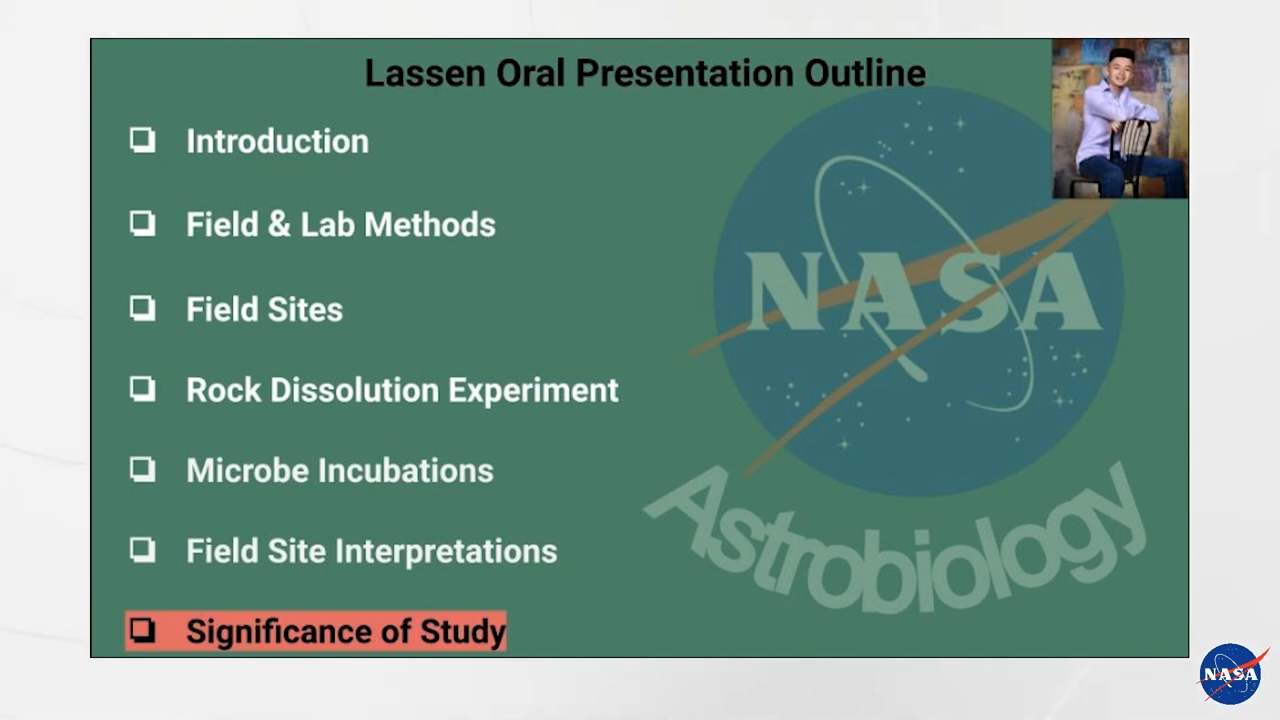 Lassen Oral Presentation Outline
Introduction
Field & Lab Methods
Field Sites
Rock Dissolution Experiment
Microbe Incubations
Field Site Interpretations
Significance of Study
NASA
Astrobiology
NASA